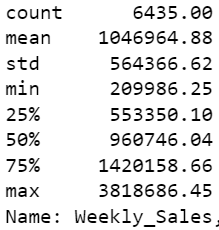 count 6435.00
mean 1046964.88
std 564366.62
min 209986.25
25% 553350.10
50% 960746.04
75% 1420158.66
max 3818686.45
Name: Weekly_Sales,